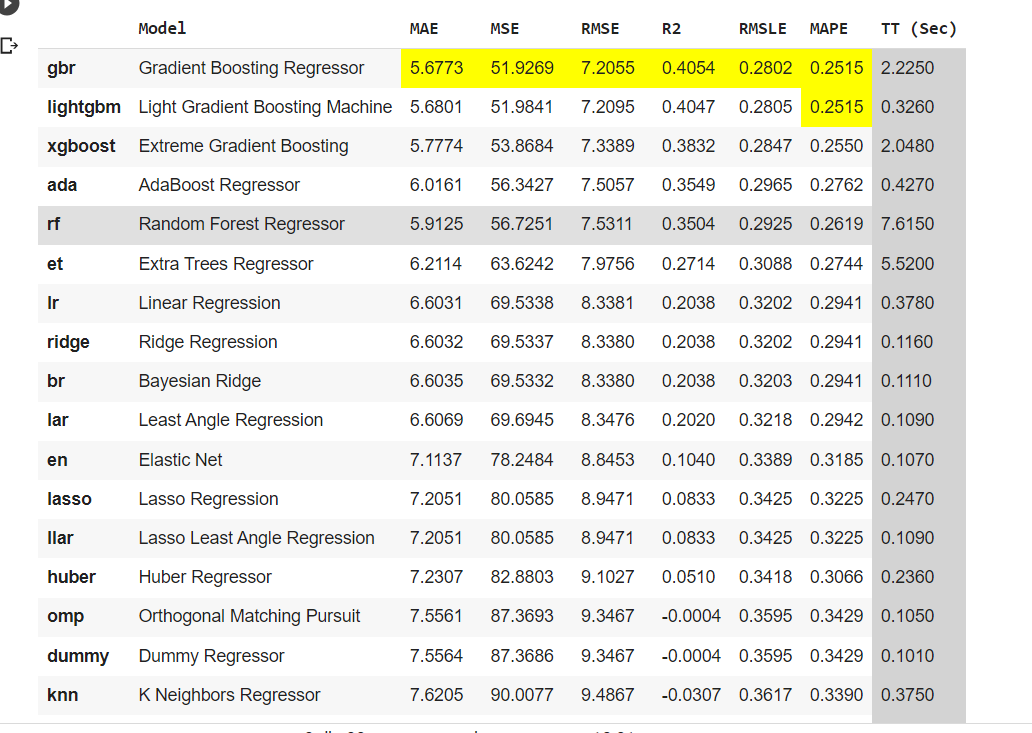 Model MAE MSE RMSE R2 RMSLE MAPE TT (Sec)
gbr Gradient Boosting Regressor 5.6773 51.9269 7.2055 0.4054 0.2802 0.2515 2.2250
lightgbm Light Gradient Boosting Machine 5.6801 51.9841 7.2095 0.4047 0.2805 0.2515 0.3260
xgboost Extreme Gradient Boosting 5.7774 53.8684 7.3389 0.3832 0.2847 0.2550 2.0480
ada AdaBoost Regressor 6.0161 56.3427 7.5057 0.3549 0.2965 0.2762 0.4270
rf Random Forest Regressor 5.9125 56.7251 7.5311 0.3504 0.2925 0.2619 7.6150
et Extra Trees Regressor 6.2114 63.6242 7.9756 0.2714 0.3088 0.2744 5.5200
lr Linear Regression 6.6031 69.5338 8.3381 0.2038 0.3202 0.2941 0.3780
ridge Ridge Regression 6.6032 69.5337 8.3380 0.2038 0.3202 0.2941 0.1160
br Bayesian Ridge 6.6035 69.5332 8.3380 0.2038 0.3203 0.2941 0.1110
lar Least Angle Regression 6.6069 69.6945 8.3476 0.2020 0.3218 0.2942 0.1090
en Elastic Net 7.1137 78.2484 8.8453 0.1040 0.3389 0.3185 0.1070
lasso Lasso Regression 7.2051 80.0585 8.9471 0.0833 0.3425 0.3225 0.2470
llar Lasso Least Angle Regression 7.2051 80.0585 8.9471 0.0833 0.3425 0.3225 0.1090
huber Huber Regressor 7.2307 82.8803 9.1027 0.0510 0.3418 0.3066 0.2360
omp Orthogonal Matching Pursuit 7.5561 87.3693 9.3467 -0.0004 0.3595 0.3429 0.1050
dummy Dummy Regressor 7.5564 87.3686 9.3467 -0.0004 0.3595 0.3429 0.1010
knn K Neighbors Regressor 7.6205 90.0077 9.4867 -0.0307 0.3617 0.3390 0.3750